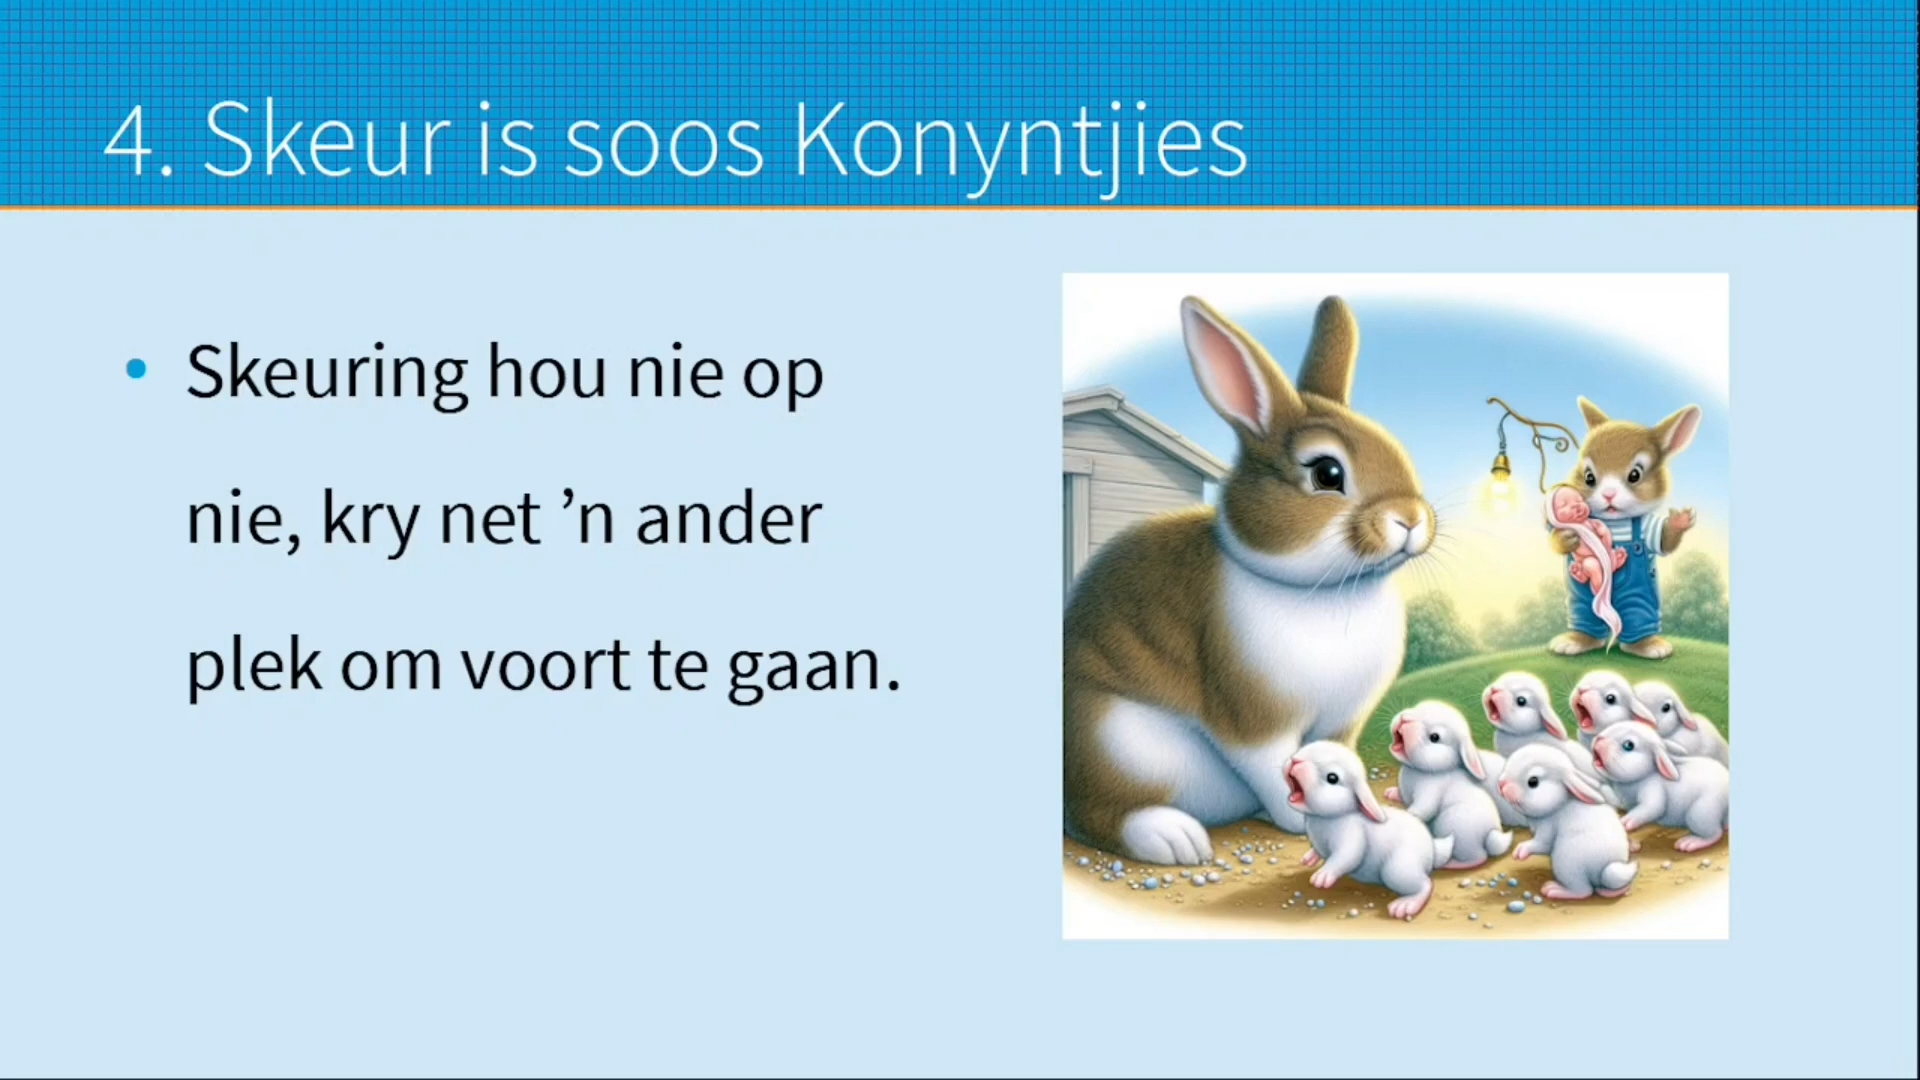 4. Skeur is soos Konyntjies
• Skeuring hou nie op
nie, kry net ’n ander
plek om voort te gaan.